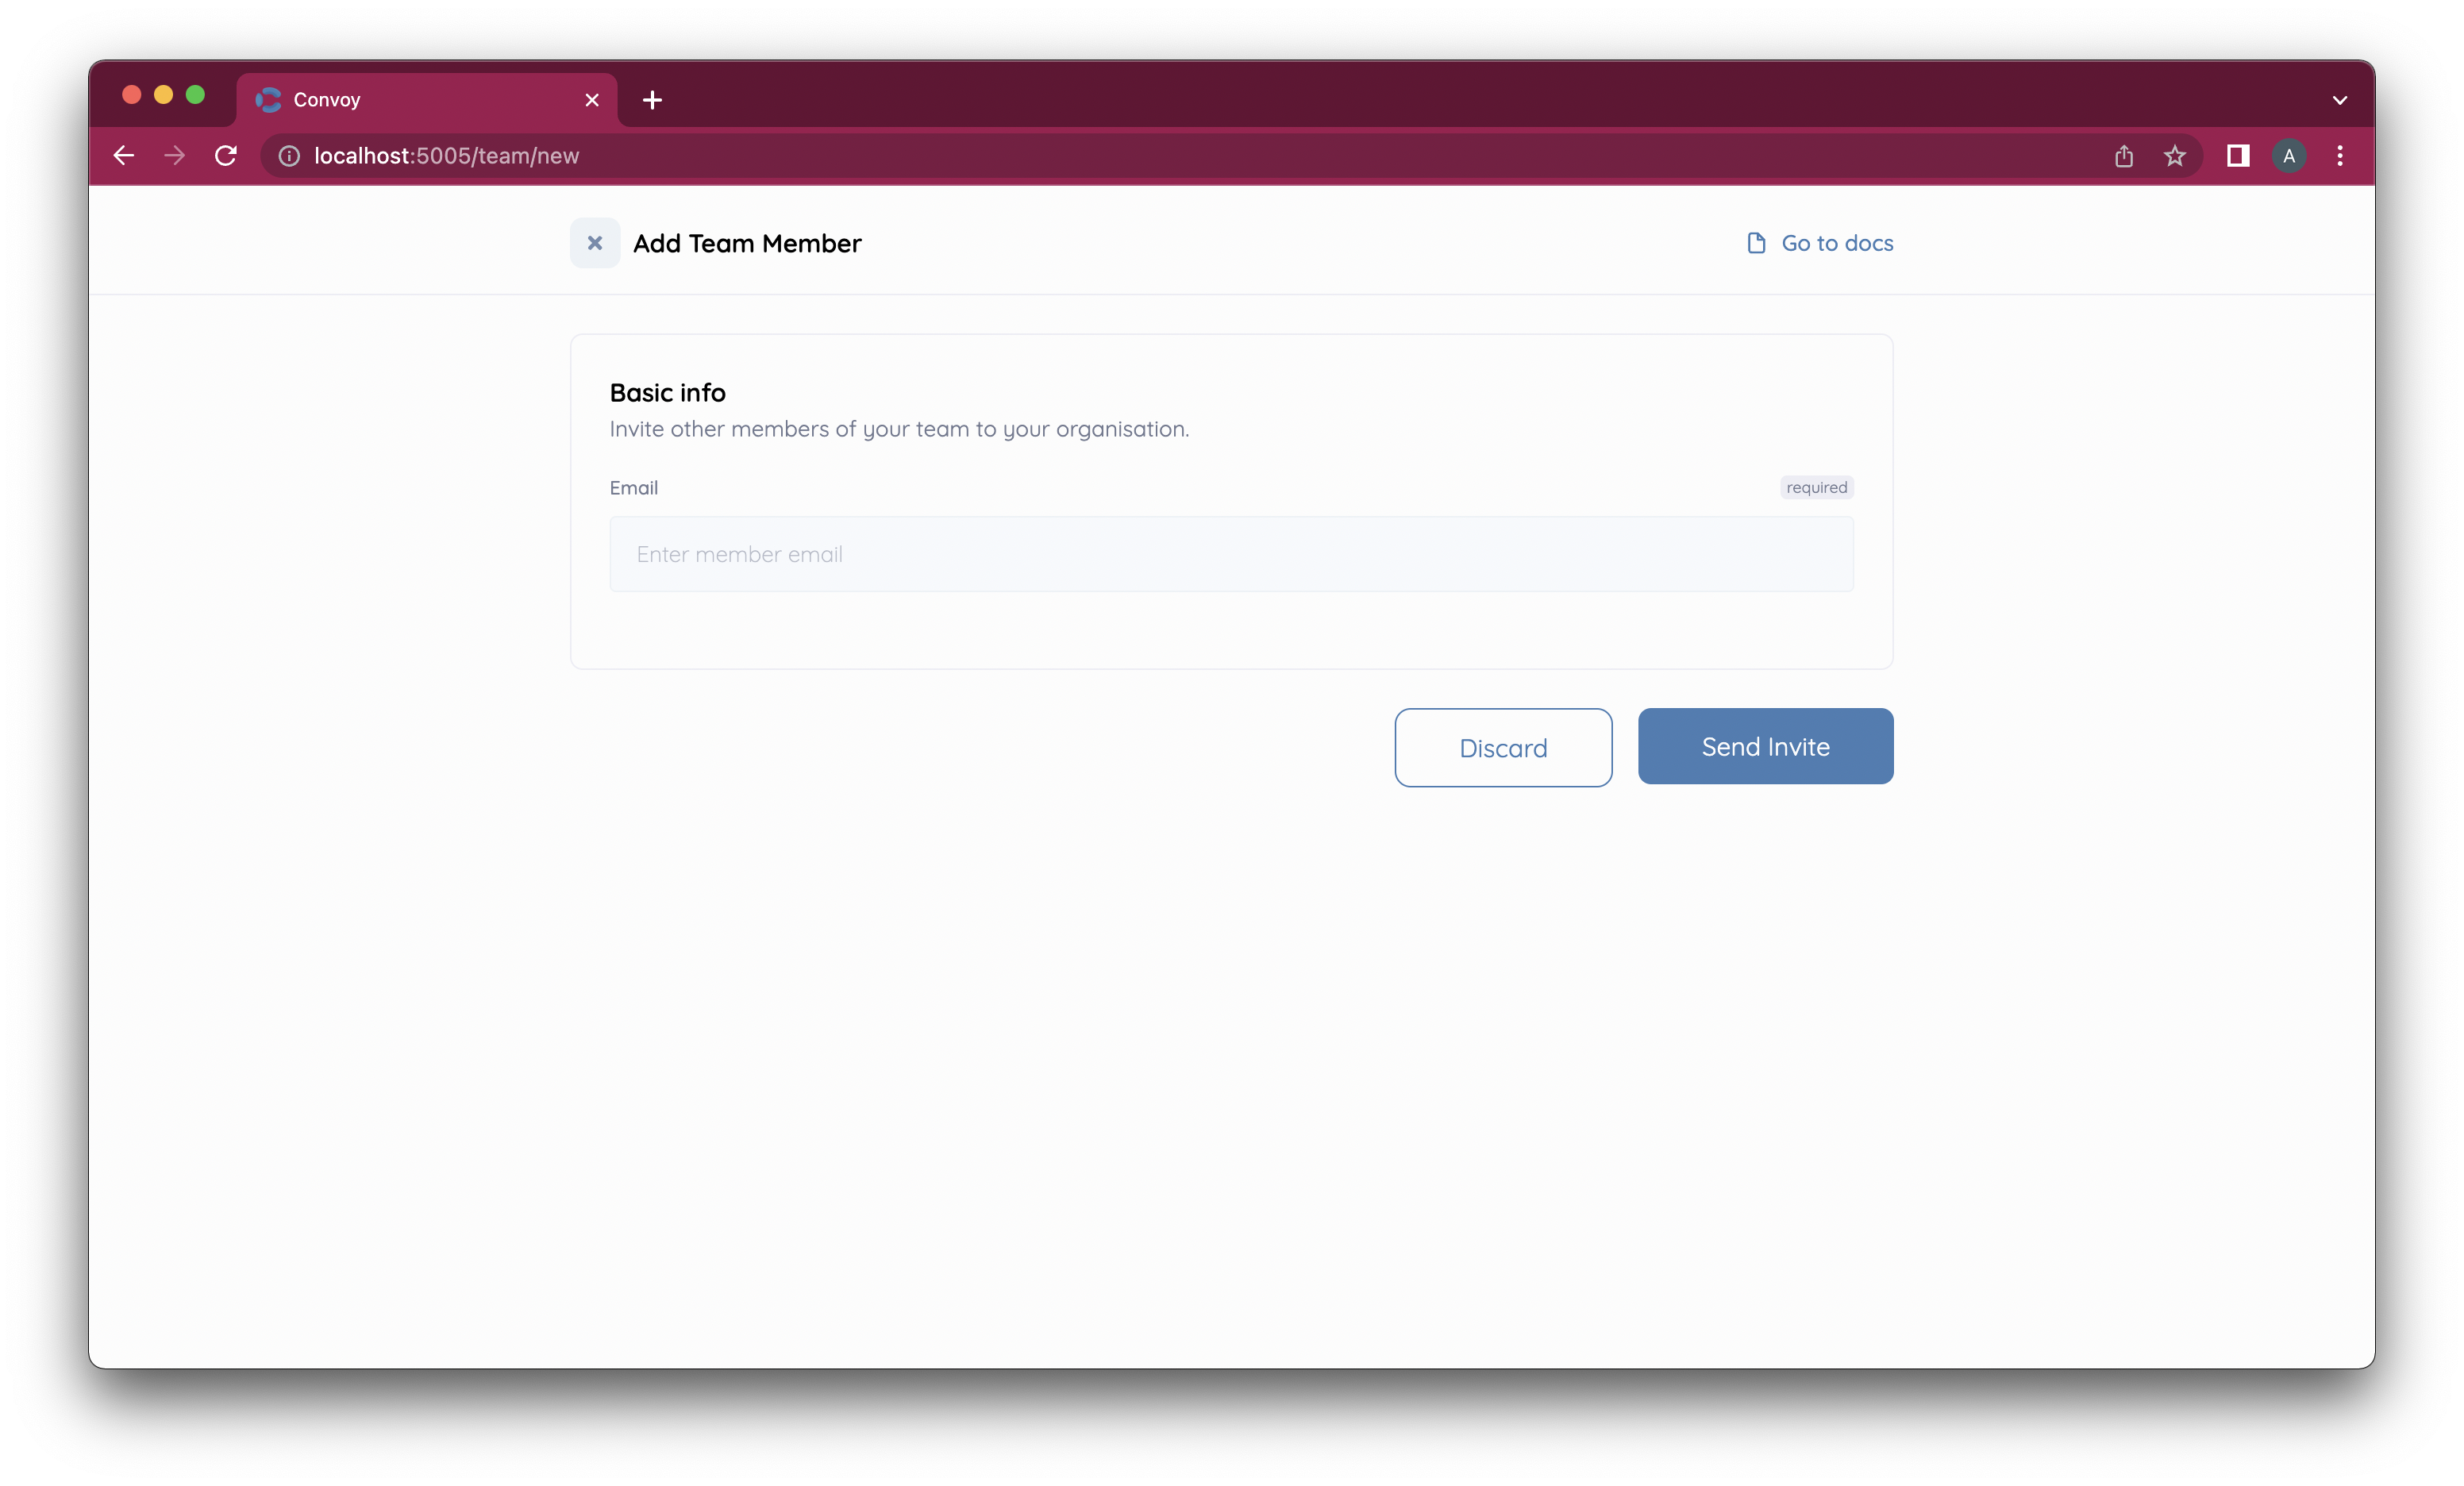 Convoy
localhost:5005/team/new
A
Add Team Member
Go to docs
Basic info
Invite other members of your team to your organisation.
Email
required
Enter member email
Discard
Send Invite